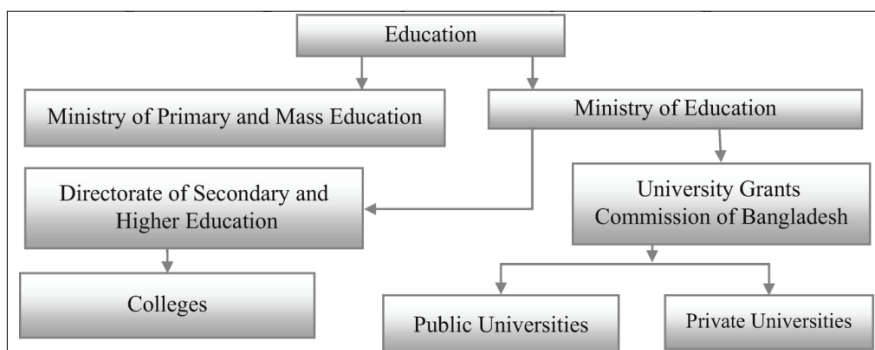 Education
Ministry of Primary and Mass Education
Ministry of Education
Directorate of Secondary and
Higher Education
University Grants
Commission of Bangladesh
Colleges
Public Universities
Private Universities